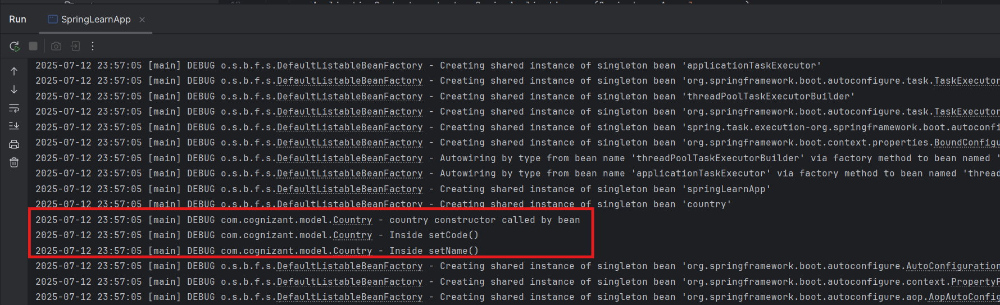 Run SpringLearnApp
2025-07-12 23:57:05 [main] DEBUG o.s.b.f.s.DefaultListableBeanFactory - Creating shared instance of singleton bean 'applicationTaskExecutor'
2025-07-12 23:57:05 [main] DEBUG o.s.b.f.s.DefaultListableBeanFactory - Creating shared instance of singleton bean 'org.springframework.boot.autoconfigure.task.TaskExecutor
2025-07-12 23:57:05 [main] DEBUG o.s.b.f.s.DefaultListableBeanFactory - Creating shared instance of singleton bean 'threadPoolTaskExecutorBuilder'
2025-07-12 23:57:05 [main] DEBUG o.s.b.f.s.DefaultListableBeanFactory - Creating shared instance of singleton bean 'org.springframework.boot.autoconfigure.task.TaskExecutor
2025-07-12 23:57:05 [main] DEBUG o.s.b.f.s.DefaultListableBeanFactory - Creating shared instance of singleton bean 'spring.task.execution-org.springframework.boot.autoconfi
2025-07-12 23:57:05 [main] DEBUG o.s.b.f.s.DefaultListableBeanFactory - Creating shared instance of singleton bean 'org.springframework.boot.context.properties.BoundConfigu
2025-07-12 23:57:05 [main] DEBUG o.s.b.f.s.DefaultListableBeanFactory - Autowiring by type from bean name 'threadPoolTaskExecutorBuilder' via factory method to bean named '
2025-07-12 23:57:05 [main] DEBUG o.s.b.f.s.DefaultListableBeanFactory - Autowiring by type from bean name 'applicationTaskExecutor' via factory method to bean named 'thread
2025-07-12 23:57:05 [main] DEBUG o.s.b.f.s.DefaultListableBeanFactory - Creating shared instance of singleton bean 'springLearnApp'
2025-07-12 23:57:05 [main] DEBUG o.s.b.f.s.DefaultListableBeanFactory - Creating shared instance of singleton bean 'country'
2025-07-12 23:57:05 [main] DEBUG com.cognizant.model.Country - country constructor called by bean
2025-07-12 23:57:05 [main] DEBUG com.cognizant.model.Country - Inside setCode()
2025-07-12 23:57:05 [main] DEBUG com.cognizant.model.Country - Inside setName()
2025-07-12 23:57:05 [main] DEBUG o.s.b.f.s.DefaultListableBeanFactory - Creating shared instance of singleton bean 'org.springframework.boot.autoconfigure.AutoConfiguration
2025-07-12 23:57:05 [main] DEBUG o.s.b.f.s.DefaultListableBeanFactory - Creating shared instance of singleton bean 'org.springframework.boot.autoconfigure.context.PropertyP
2025-07-12 23:57:05 [main] DEBUG o.s.b.f.s.DefaultListableBeanFactory - Creating shared instance of singleton bean 'org.springframework.boot.autoconfigure.aop.AopAutoConfig